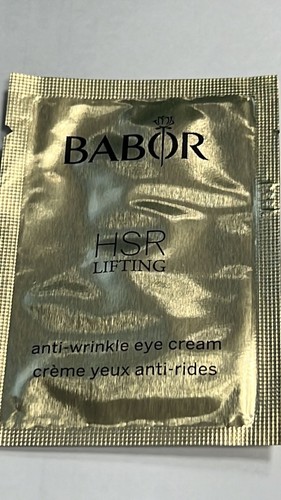 BABOR
HSR
LIFTING
anti-wrinkle eye cream
crème yeux anti-rides